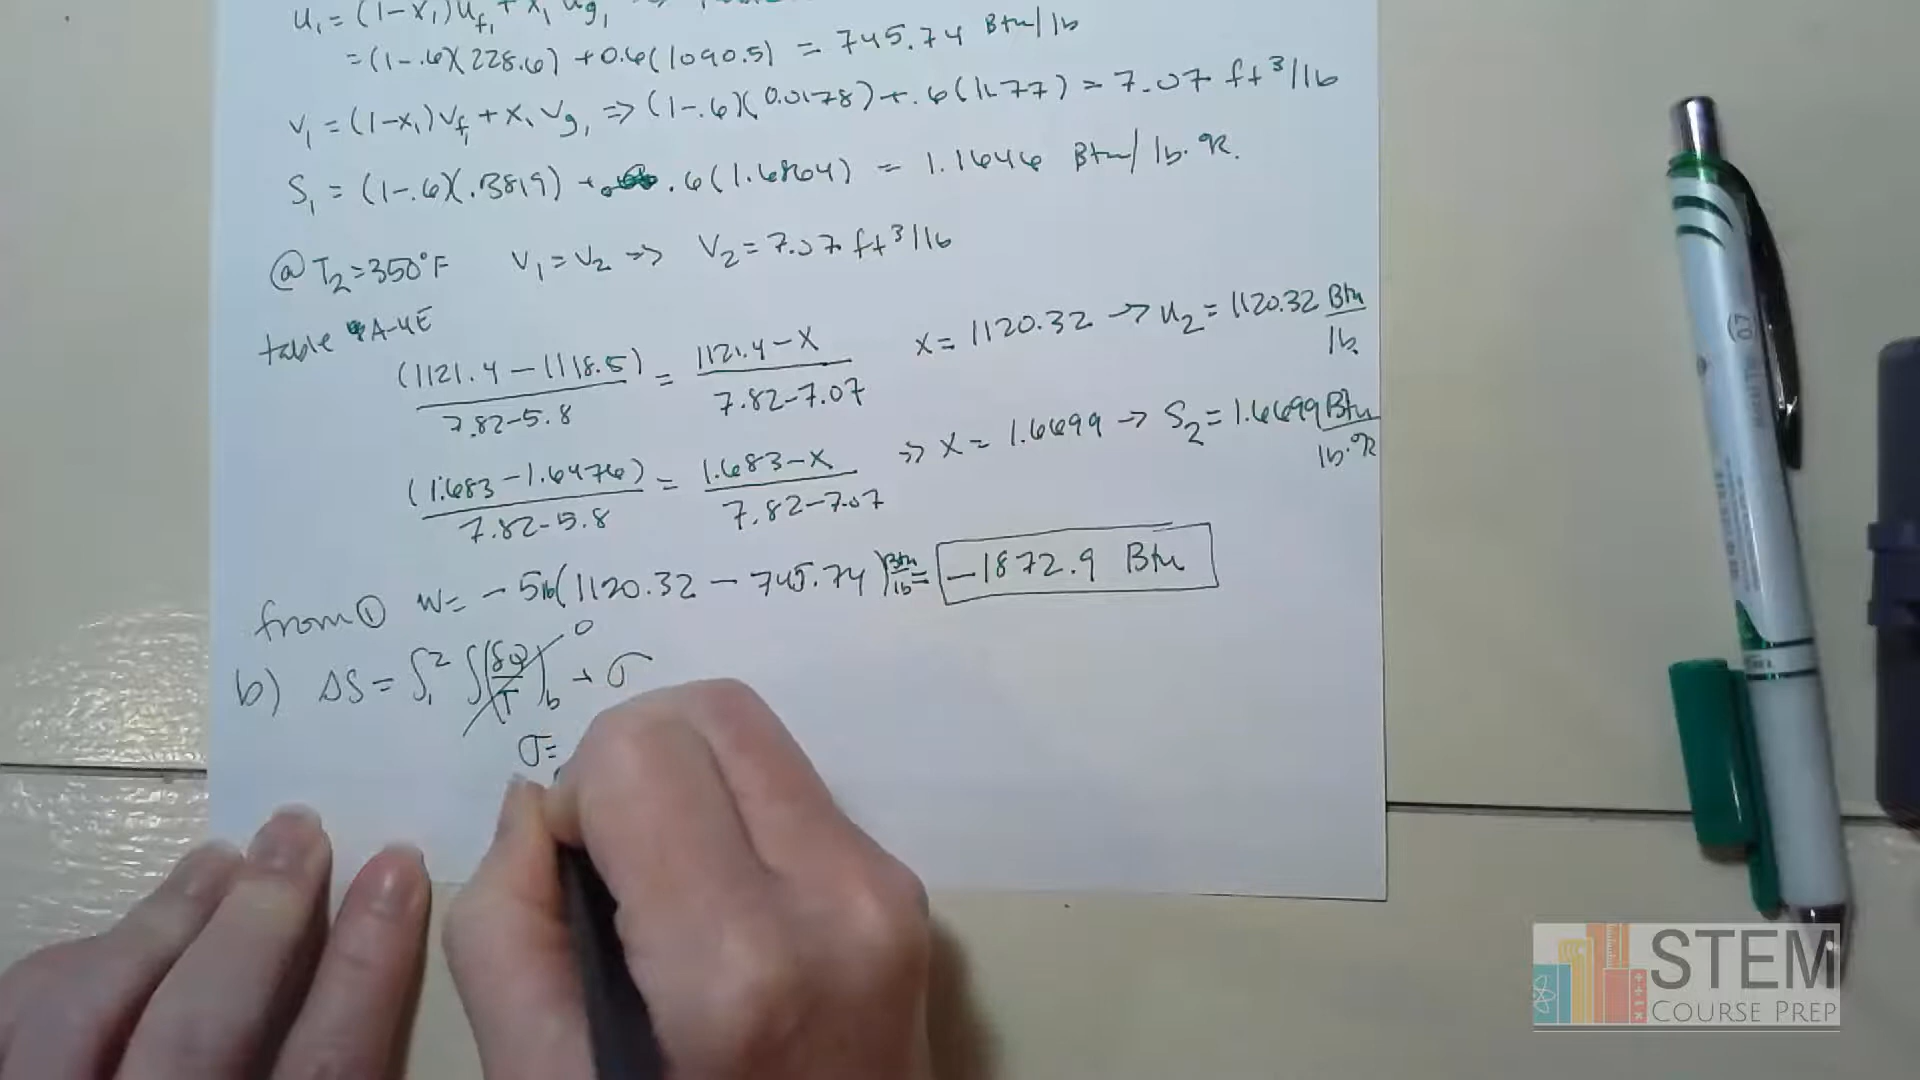 u₁ = (1-x₁)u_f₁ + x₁ u_g₁ ⇒
= (1-.6)(228.6) + 0.6(1090.5) = 745.74 Btu/lb
v₁ = (1-x₁)v_f₁ + x₁ v_g₁ ⇒ (1-.6)(0.0178) + .6(11.77) = 7.07 ft³/lb
S₁ = (1-.6)(.3819) + .6(1.6864) = 1.1646 Btu/lb·°R.
@ T₂=350°F v₁ = v₂ → v₂ = 7.07 ft³/lb
table A-4E
(1121.4 - 1118.5) / 7.82-5.8 = 1121.4 - x / 7.82-7.07 x = 1120.32 → u₂ = 1120.32 Btu/lb.
(1.683 - 1.6476) / 7.82-5.8 = 1.683 - x / 7.82-7.07 ⇒ x = 1.6699 → S₂ = 1.6699 Btu/lb·°R
from ① W = -5lb(1120.32 - 745.74) Btu/lb = -1872.9 Btu
b) ΔS = ∫₁² ∫(δQ/T)_b + σ 0
σ=
STEM
COURSE PREP